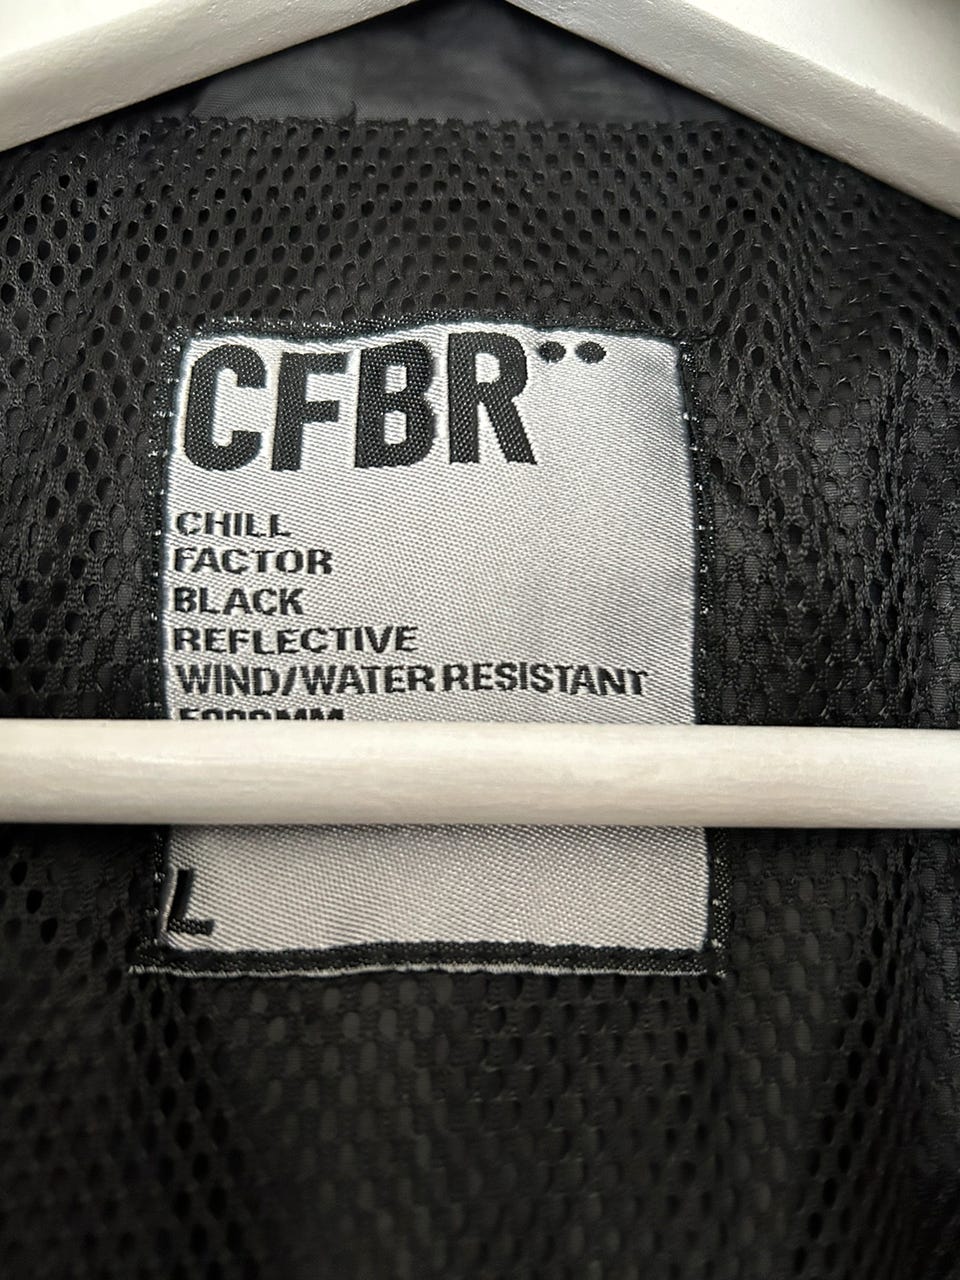 CFBR¨
CHILL
FACTOR
BLACK
REFLECTIVE
WIND/WATER RESISTANT
L